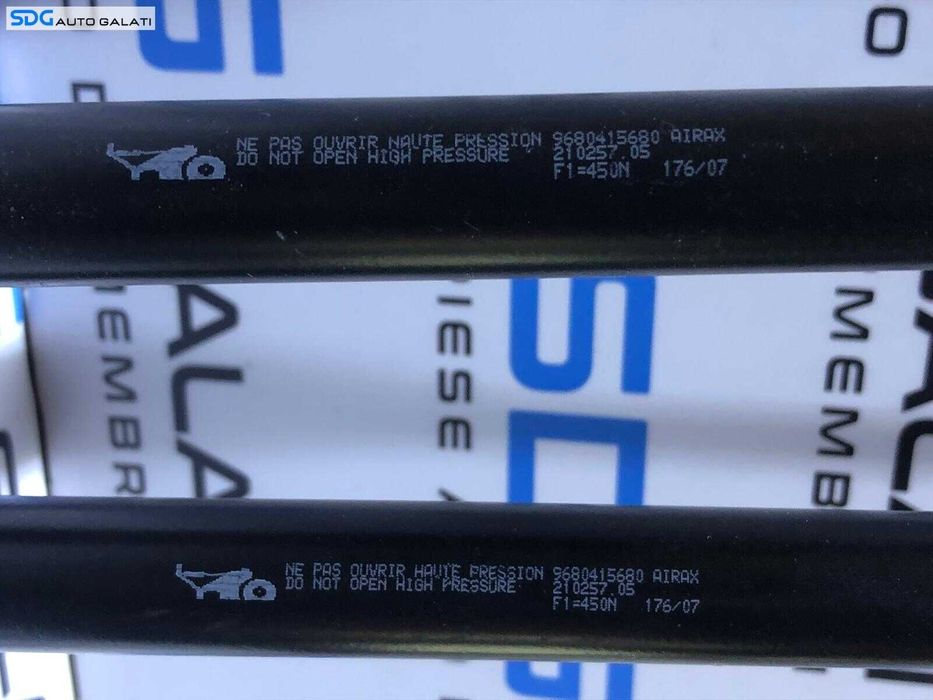 SDG AUTO GALATI
NE PAS OUVRIR HAUTE PRESSION 9680415680 AIRAX
DO NOT OPEN HIGH PRESSURE 210257.05
F1=450N 176/07
NE PAS OUVRIR HAUTE PRESSION 9680415680 AIRAX
DO NOT OPEN HIGH PRESSURE 210257.05
F1=450N 176/07